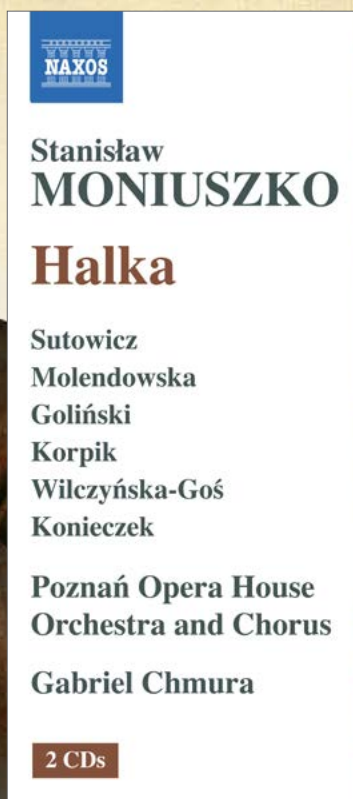 NAXOS
Stanisław
MONIUSZKO
Halka
Sutowicz
Molendowska
Goliński
Korpik
Wilczyńska-Goś
Konieczek
Poznań Opera House
Orchestra and Chorus
Gabriel Chmura
2 CDs